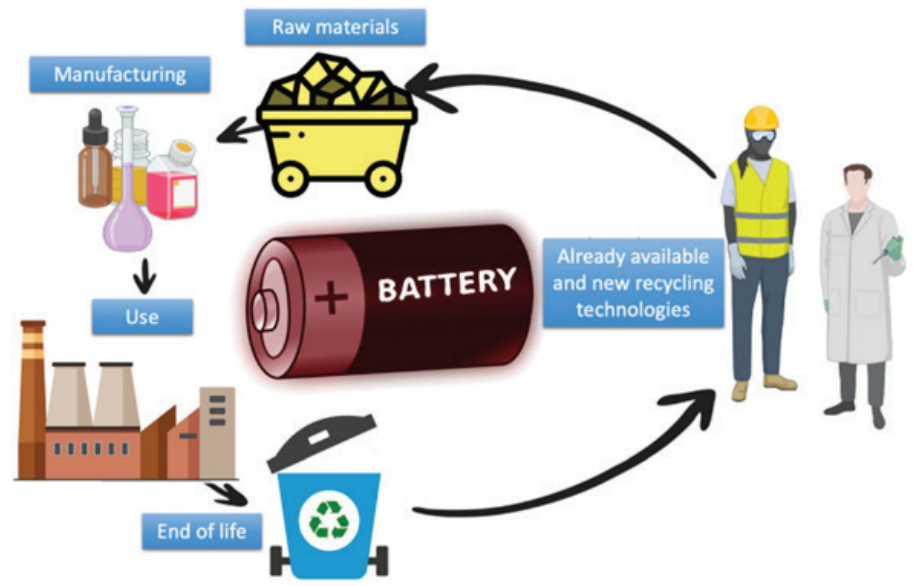 Raw materials
Manufacturing
+ BATTERY
Already available
and new recycling
technologies
Use
End of life